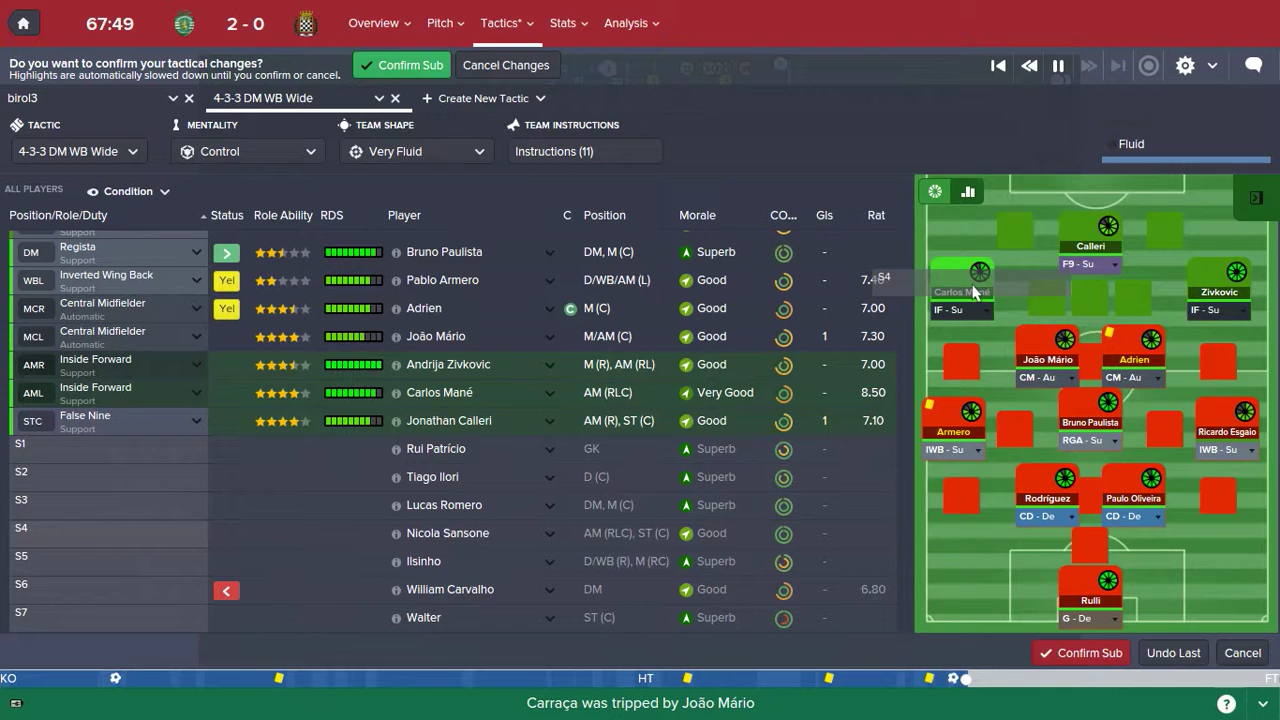 67:49
2 - 0
Overview
Pitch
Tactics*
Stats
Analysis
Do you want to confirm your tactical changes?
Highlights are automatically slowed down until you confirm or cancel.
Confirm Sub
Cancel Changes
birol3
4-3-3 DM WB Wide
Create New Tactic
TACTIC
MENTALITY
TEAM SHAPE
TEAM INSTRUCTIONS
4-3-3 DM WB Wide
Control
Very Fluid
Instructions (11)
Fluid
ALL PLAYERS
Condition
Position/Role/Duty Status Role Ability RDS Player C Position Morale CO... Gls Rat
Support
DM Regista Support Bruno Paulista DM, M (C) Superb - -
WBL Inverted Wing Back Support Yel Pablo Armero D/WB/AM (L) Good -
MCR Central Midfielder Automatic Yel Adrien C M (C) Good - 7.00
MCL Central Midfielder Automatic João Mário M/AM (C) Good 1 7.30
AMR Inside Forward Support Andrija Zivkovic M (R), AM (RL) Good - 7.00
AML Inside Forward Support Carlos Mané AM (RLC) Very Good - 8.50
STC False Nine Support Jonathan Calleri AM (R), ST (C) Good 1 7.10
S1 Rui Patrício GK Superb - -
S2 Tiago Ilori D (C) Superb - -
S3 Lucas Romero DM, M (C) Superb - -
S4 Nicola Sansone AM (RLC), ST (C) Good - -
S5 Ilsinho D/WB (R), M (RC) Superb - -
S6 William Carvalho DM Good - 6.80
S7 Walter ST (C) Superb - -
Calleri
F9 - Su
S4
Carlos Mané
IF - Su
Zivkovic
IF - Su
João Mário
CM - Au
Adrien
CM - Au
Armero
IWB - Su
Bruno Paulista
RGA - Su
Ricardo Esgaio
IWB - Su
Rodríguez
CD - De
Paulo Oliveira
CD - De
Rulli
G - De
Confirm Sub
Undo Last
Cancel
KO
HT
FT
Carraça was tripped by João Mário